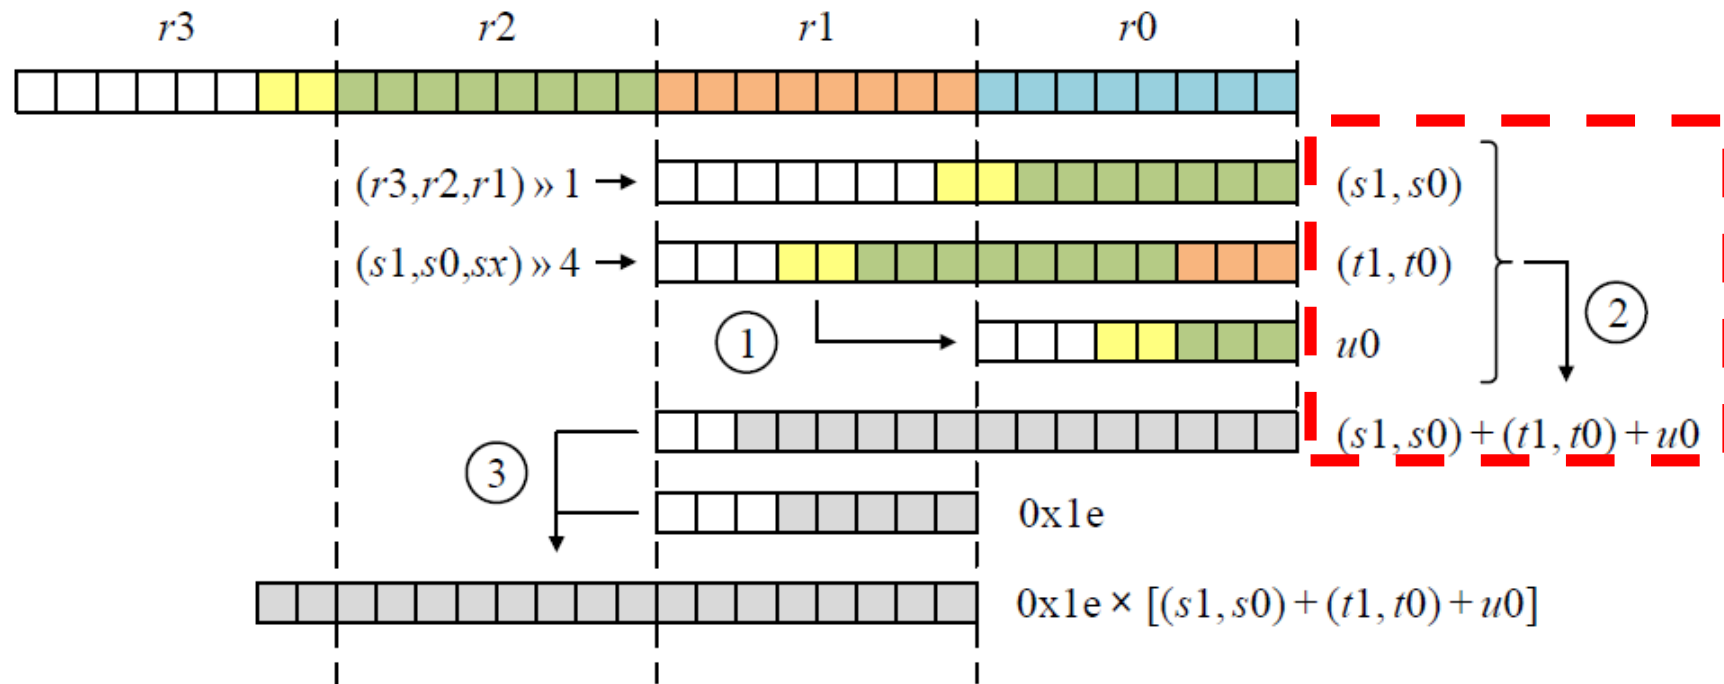 r3 r2 r1 r0
(r3,r2,r1) » 1 (s1, s0)
(s1,s0,sx) » 4 (t1, t0)
1 u0 2
(s1, s0) + (t1, t0) + u0
3
0x1e
0x1e × [(s1, s0) + (t1, t0) + u0]